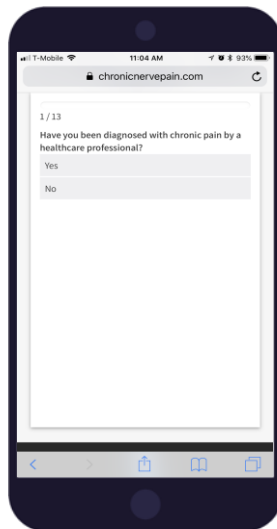 T-Mobile 11:04 AM 93%
chronicnervepain.com
1 / 13
Have you been diagnosed with chronic pain by a
healthcare professional?
Yes
No